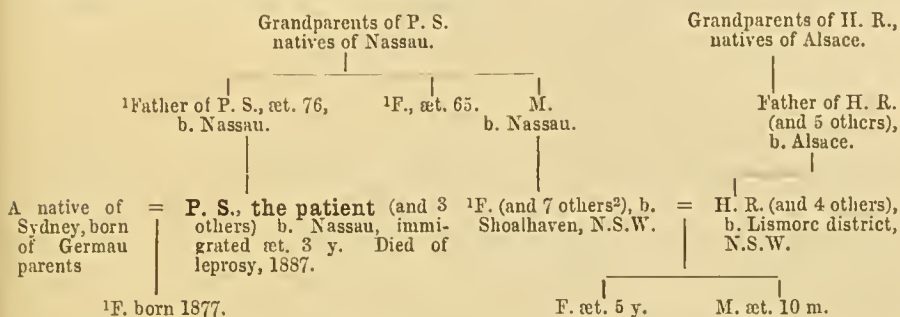 Grandparents of P. S.
natives of Nassau.
Grandparents of H. R.,
natives of Alsace.
¹Father of P. S., æt. 76,
b. Nassau.
¹F., æt. 65.
M.
b. Nassau.
Father of H. R.
(and 5 others),
b. Alsace.
A native of
Sydney, born
of German
parents
=
P. S., the patient (and 3
others) b. Nassau, immi-
grated æt. 3 y. Died of
leprosy, 1887.
¹F. (and 7 others²), b.
Shoalhaven, N.S.W.
=
H. R. (and 4 others),
b. Lismore district,
N.S.W.
¹F. born 1877.
F. æt. 5 y.
M. æt. 10 m.